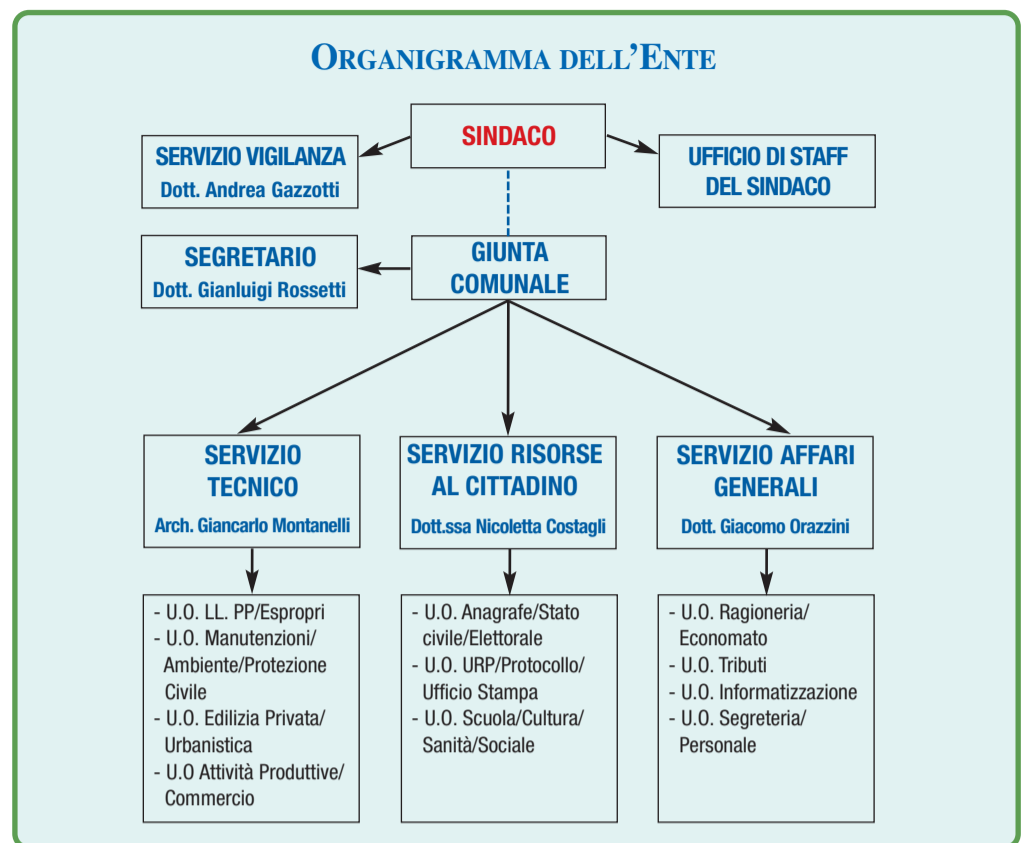 ORGANIGRAMMA DELL'ENTE
SINDACO
SERVIZIO VIGILANZA
Dott. Andrea Gazzotti
UFFICIO DI STAFF
DEL SINDACO
SEGRETARIO
Dott. Gianluigi Rossetti
GIUNTA
COMUNALE
SERVIZIO
TECNICO
Arch. Giancarlo Montanelli
SERVIZIO RISORSE
AL CITTADINO
Dott.ssa Nicoletta Costagli
SERVIZIO AFFARI
GENERALI
Dott. Giacomo Orazzini
- U.O. LL. PP/Espropri
- U.O. Manutenzioni/
Ambiente/Protezione
Civile
- U.O. Edilizia Privata/
Urbanistica
- U.O Attività Produttive/
Commercio
- U.O. Anagrafe/Stato
civile/Elettorale
- U.O. URP/Protocollo/
Ufficio Stampa
- U.O. Scuola/Cultura/
Sanità/Sociale
- U.O. Ragioneria/
Economato
- U.O. Tributi
- U.O. Informatizzazione
- U.O. Segreteria/
Personale